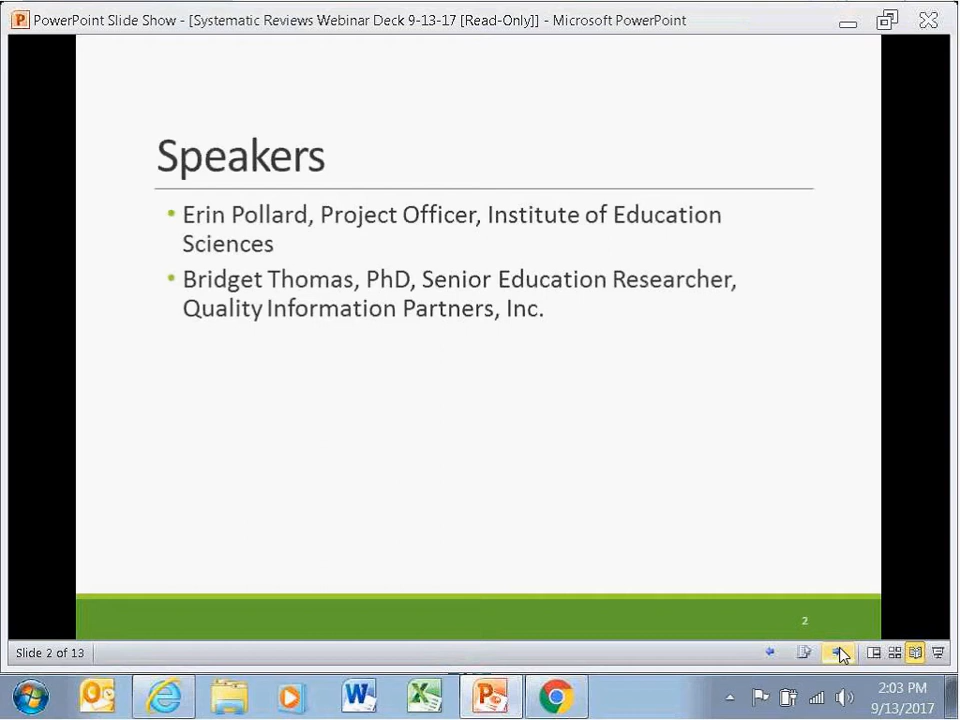 PowerPoint Slide Show - [Systematic Reviews Webinar Deck 9-13-17 [Read-Only]] - Microsoft PowerPoint
Speakers
• Erin Pollard, Project Officer, Institute of Education
Sciences
• Bridget Thomas, PhD, Senior Education Researcher,
Quality Information Partners, Inc.
2
Slide 2 of 13
2:03 PM
9/13/2017